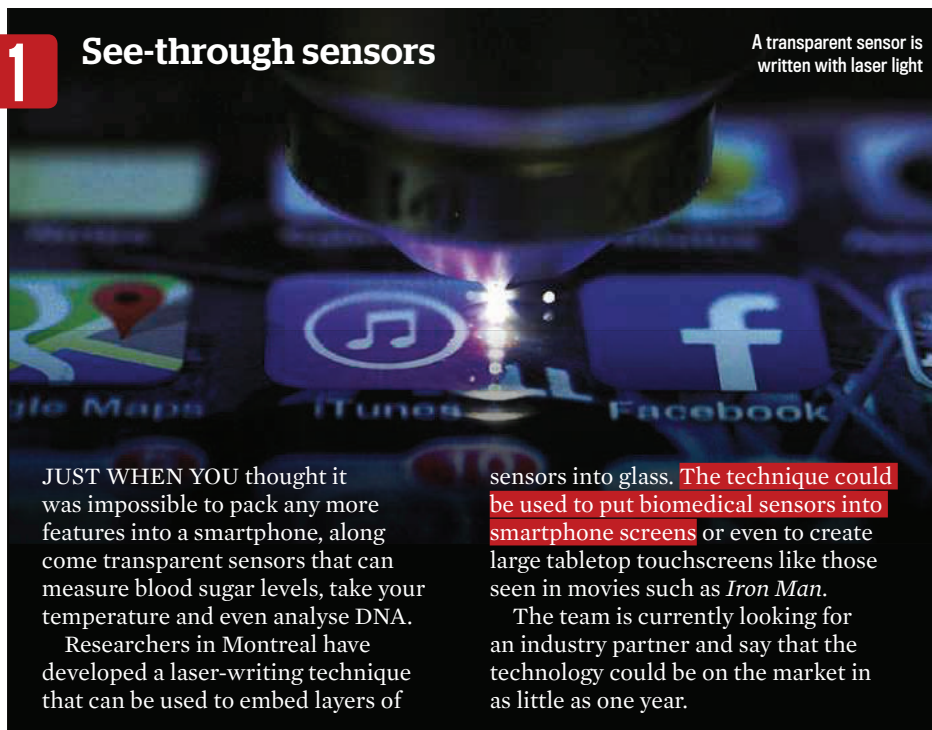 1
See-through sensors
A transparent sensor is
written with laser light
gle Maps
iTunes
Facebook
JUST WHEN YOU thought it
was impossible to pack any more
features into a smartphone, along
come transparent sensors that can
measure blood sugar levels, take your
temperature and even analyse DNA.
Researchers in Montreal have
developed a laser-writing technique
that can be used to embed layers of
sensors into glass. The technique could
be used to put biomedical sensors into
smartphone screens or even to create
large tabletop touchscreens like those
seen in movies such as Iron Man.
The team is currently looking for
an industry partner and say that the
technology could be on the market in
as little as one year.